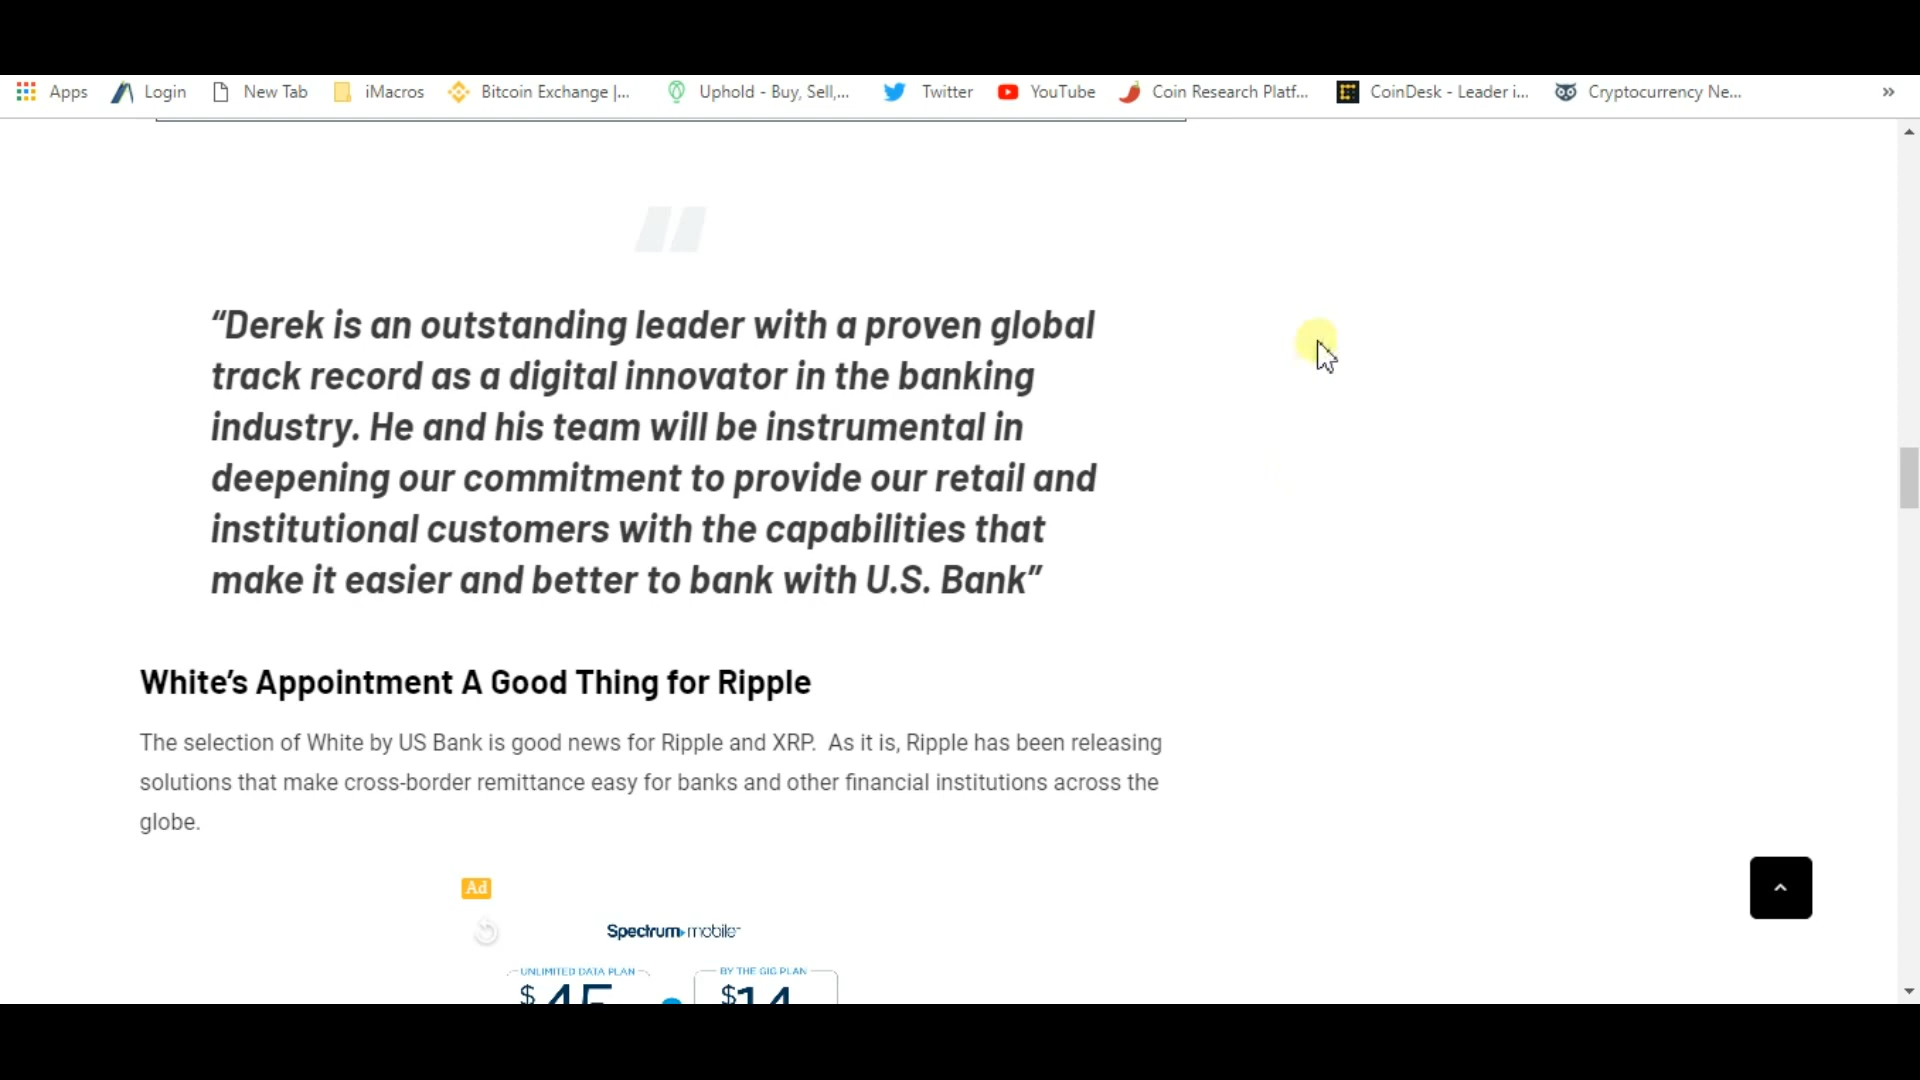 Apps Login New Tab iMacros Bitcoin Exchange |... Uphold - Buy, Sell,... Twitter YouTube Coin Research Platf... CoinDesk - Leader i... Cryptocurrency Ne... »
“Derek is an outstanding leader with a proven global
track record as a digital innovator in the banking
industry. He and his team will be instrumental in
deepening our commitment to provide our retail and
institutional customers with the capabilities that
make it easier and better to bank with U.S. Bank”
White’s Appointment A Good Thing for Ripple
The selection of White by US Bank is good news for Ripple and XRP. As it is, Ripple has been releasing
solutions that make cross-border remittance easy for banks and other financial institutions across the
globe.
Ad
Spectrum mobile
UNLIMITED DATA PLAN BY THE GIG PLAN
$45 $14